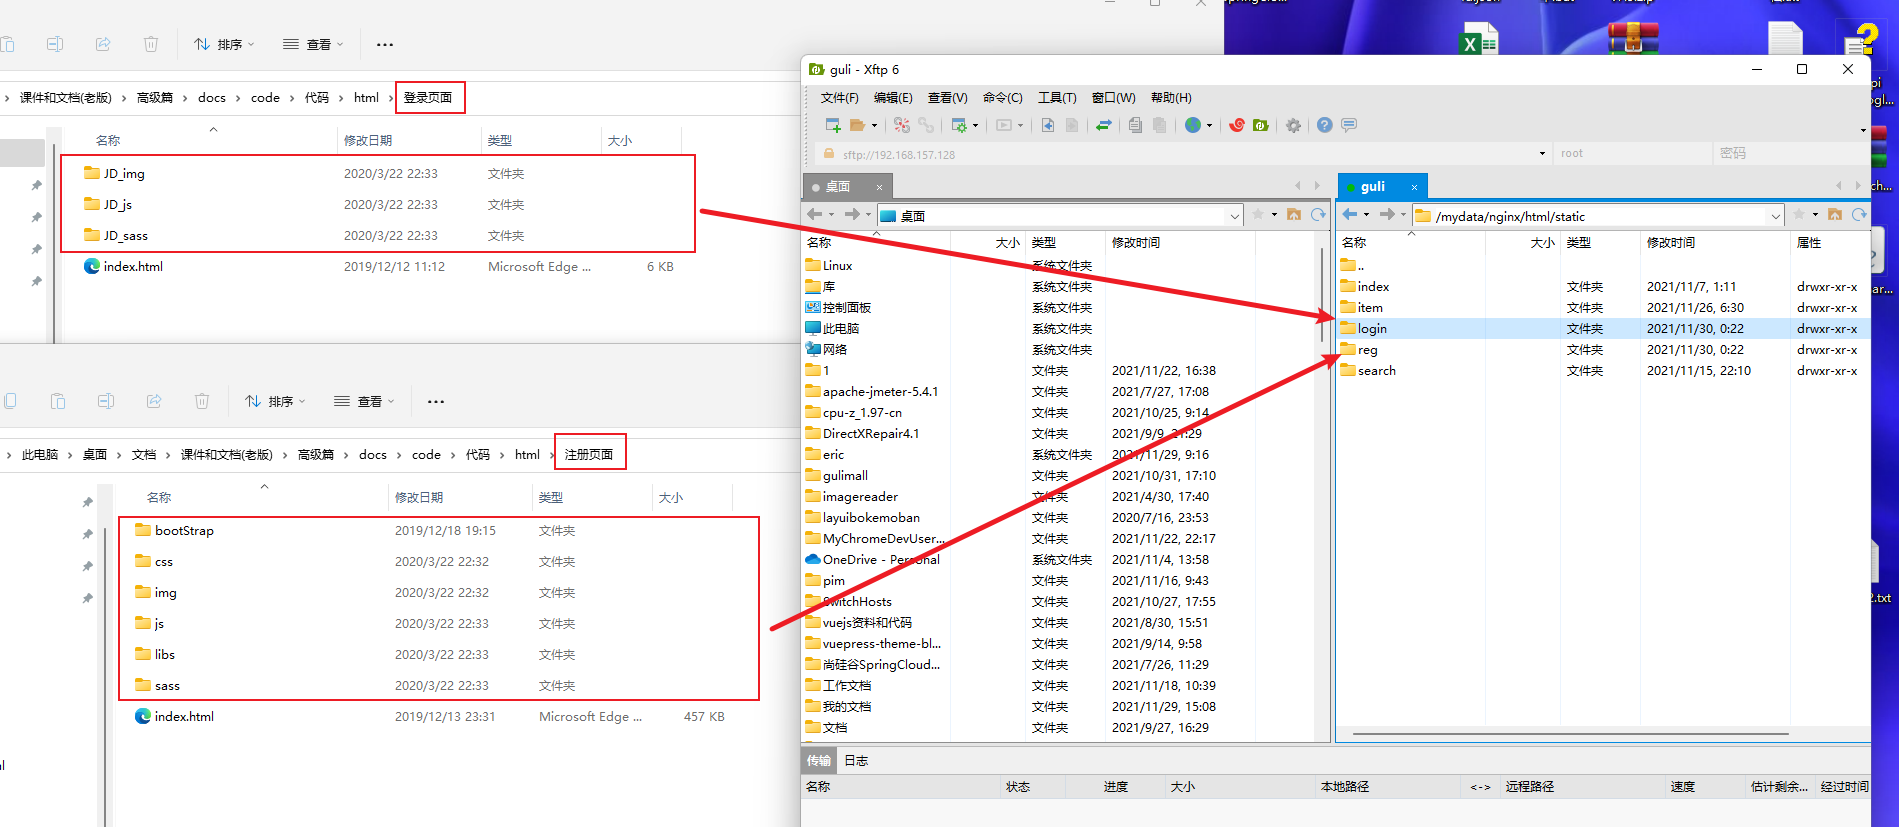 排序 查看 ...
课件和文档(老版) > 高级篇 > docs > code > 代码 > html > 登录页面
名称 修改日期 类型 大小
JD_img 2020/3/22 22:33 文件夹
JD_js 2020/3/22 22:33 文件夹
JD_sass 2020/3/22 22:33 文件夹
index.html 2019/12/12 11:12 Microsoft Edge ... 6 KB
排序 查看 ...
此电脑 > 桌面 > 文档 > 课件和文档(老版) > 高级篇 > docs > code > 代码 > html > 注册页面
名称 修改日期 类型 大小
bootStrap 2019/12/18 19:15 文件夹
css 2020/3/22 22:32 文件夹
img 2020/3/22 22:32 文件夹
js 2020/3/22 22:33 文件夹
libs 2020/3/22 22:33 文件夹
sass 2020/3/22 22:33 文件夹
index.html 2019/12/13 23:31 Microsoft Edge ... 457 KB
guli - Xftp 6
文件(F) 编辑(E) 查看(V) 命令(C) 工具(T) 窗口(W) 帮助(H)
sftp://192.168.157.128 root 密码
桌面
桌面
名称 大小 类型 修改时间
Linux 系统文件夹
库 系统文件夹
控制面板 系统文件夹
此电脑 系统文件夹
网络 系统文件夹
1 文件夹 2021/11/22, 16:38
apache-jmeter-5.4.1 文件夹 2021/7/27, 17:08
cpu-z_1.97-cn 文件夹 2021/10/25, 9:14
DirectXRepair4.1 文件夹 2021/9/9, 21:29
eric 系统文件夹 2021/11/29, 9:16
gulimall 文件夹 2021/10/31, 17:10
imagereader 文件夹 2021/4/30, 17:40
layuibokemoban 文件夹 2020/7/16, 23:53
MyChromeDevUser... 文件夹 2021/11/22, 22:17
OneDrive - Personal 系统文件夹 2021/11/4, 13:58
pim 文件夹 2021/11/16, 9:43
SwitchHosts 文件夹 2021/10/27, 17:55
vuejs资料和代码 文件夹 2021/8/30, 15:51
vuepress-theme-bl... 文件夹 2021/9/14, 9:58
尚硅谷SpringCloud... 文件夹 2021/7/26, 11:29
工作文档 文件夹 2021/11/18, 10:39
我的文档 文件夹 2021/11/29, 15:08
文档 文件夹 2021/9/27, 16:29
guli
/mydata/nginx/html/static
名称 大小 类型 修改时间 属性
..
index 文件夹 2021/11/7, 1:11 drwxr-xr-x
item 文件夹 2021/11/26, 6:30 drwxr-xr-x
login 文件夹 2021/11/30, 0:22 drwxr-xr-x
reg 文件夹 2021/11/30, 0:22 drwxr-xr-x
search 文件夹 2021/11/15, 22:10 drwxr-xr-x
传输 日志
名称 状态 进度 大小 本地路径 <-> 远程路径 速度 估计剩余... 经过时间